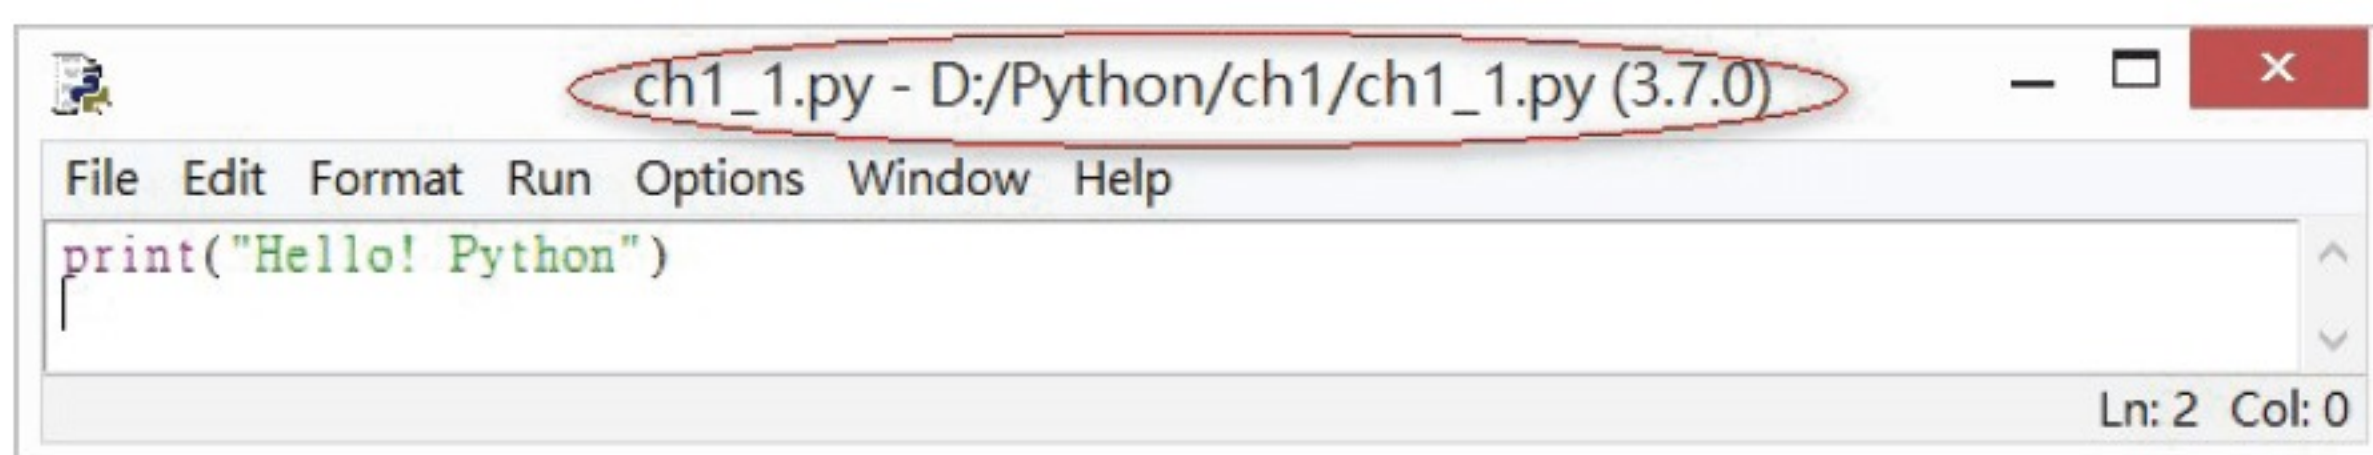 ch1_1.py - D:/Python/ch1/ch1_1.py (3.7.0)
File Edit Format Run Options Window Help
print("Hello! Python")
Ln: 2 Col: 0